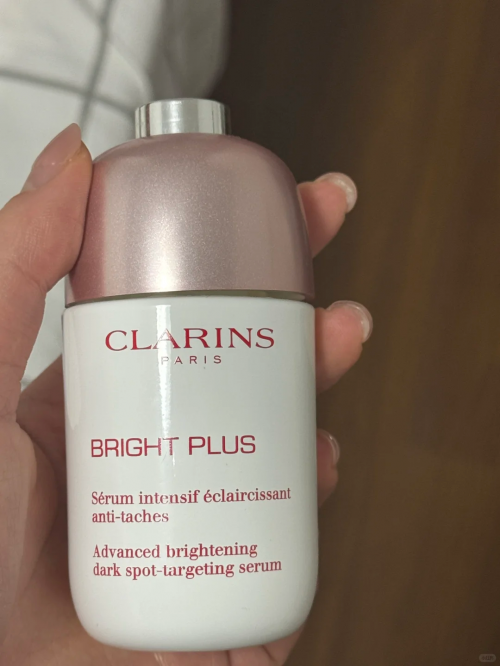 CLARINS
PARIS
BRIGHT PLUS
Sérum intensif éclaircissant
anti-taches
Advanced brightening
dark spot-targeting serum